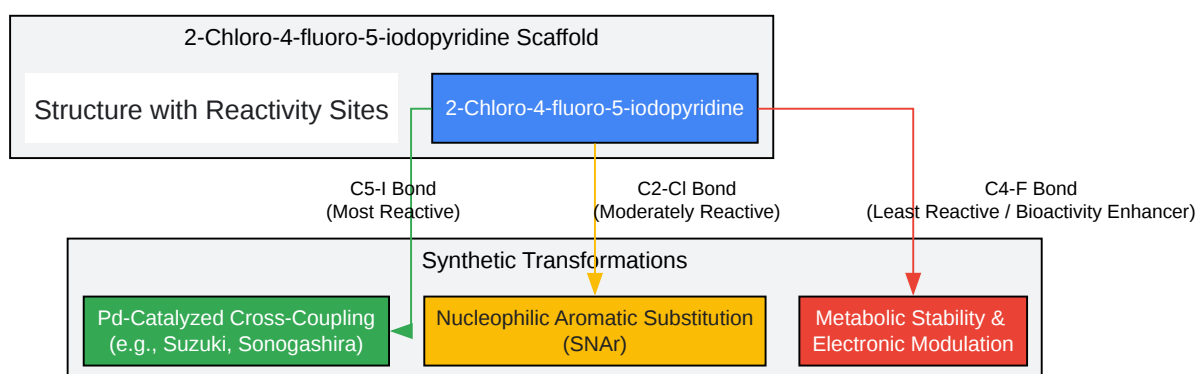 2-Chloro-4-fluoro-5-iodopyridine Scaffold
Structure with Reactivity Sites
2-Chloro-4-fluoro-5-iodopyridine
C5-I Bond
(Most Reactive)
C2-Cl Bond
(Moderately Reactive)
C4-F Bond
(Least Reactive / Bioactivity Enhancer)
Synthetic Transformations
Pd-Catalyzed Cross-Coupling
(e.g., Suzuki, Sonogashira)
Nucleophilic Aromatic Substitution
(SNAr)
Metabolic Stability &
Electronic Modulation